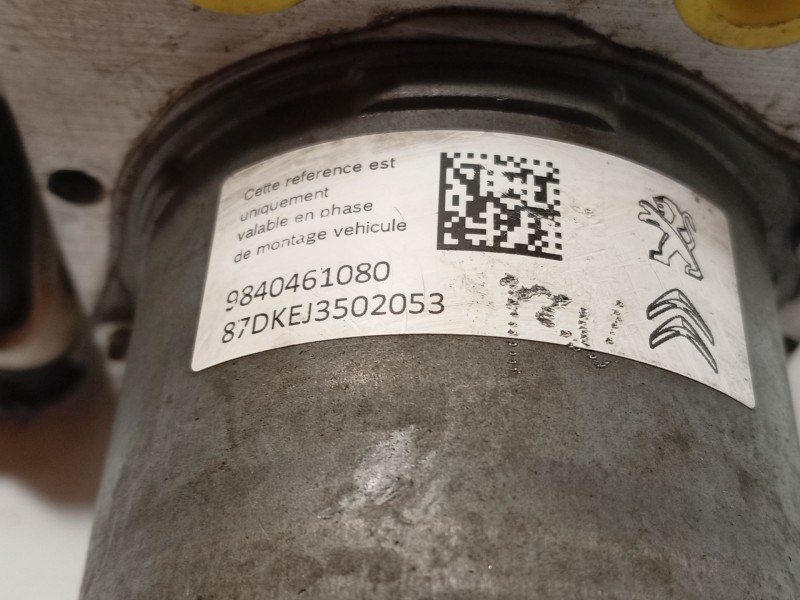 Cette reference est
uniquement
valable en phase
de montage vehicule
9840461080
87DKEJ3502053